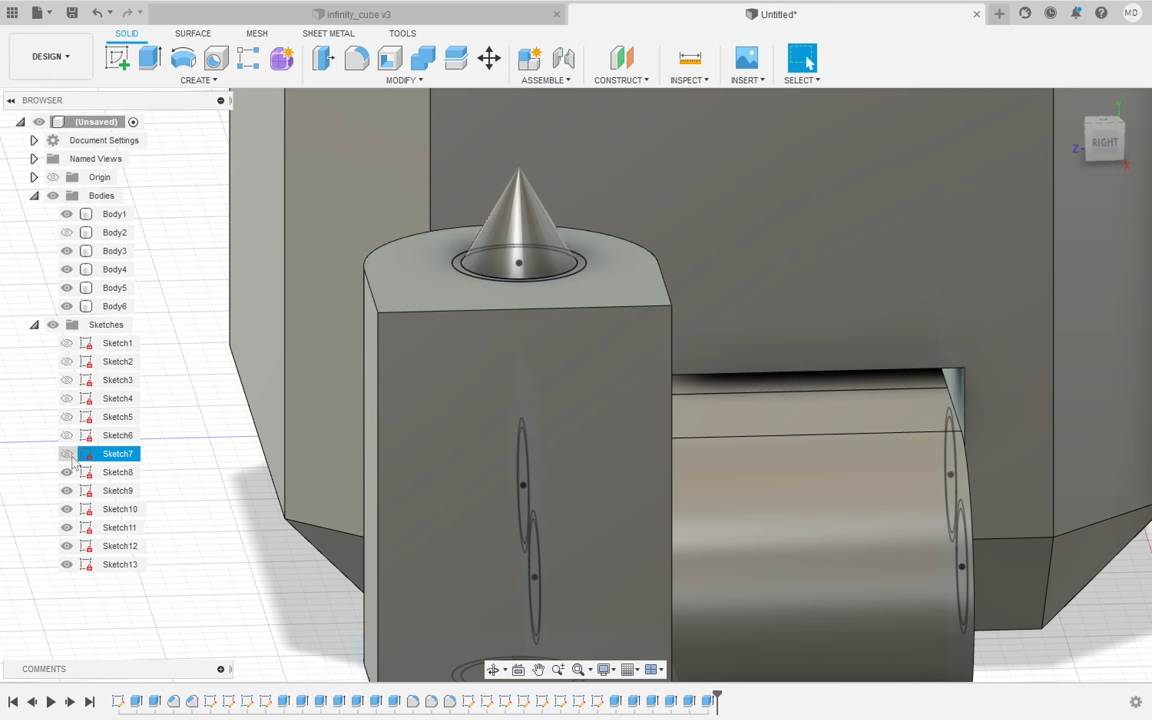 infinity_cube v3
Untitled*
MD
DESIGN
SOLID
SURFACE
MESH
SHEET METAL
TOOLS
CREATE
MODIFY
ASSEMBLE
CONSTRUCT
INSPECT
INSERT
SELECT
BROWSER
(Unsaved)
Document Settings
Named Views
Origin
Bodies
Body1
Body2
Body3
Body4
Body5
Body6
Sketches
Sketch1
Sketch2
Sketch3
Sketch4
Sketch5
Sketch6
Sketch7
Sketch8
Sketch9
Sketch10
Sketch11
Sketch12
Sketch13
Y
RIGHT
Z
X
COMMENTS